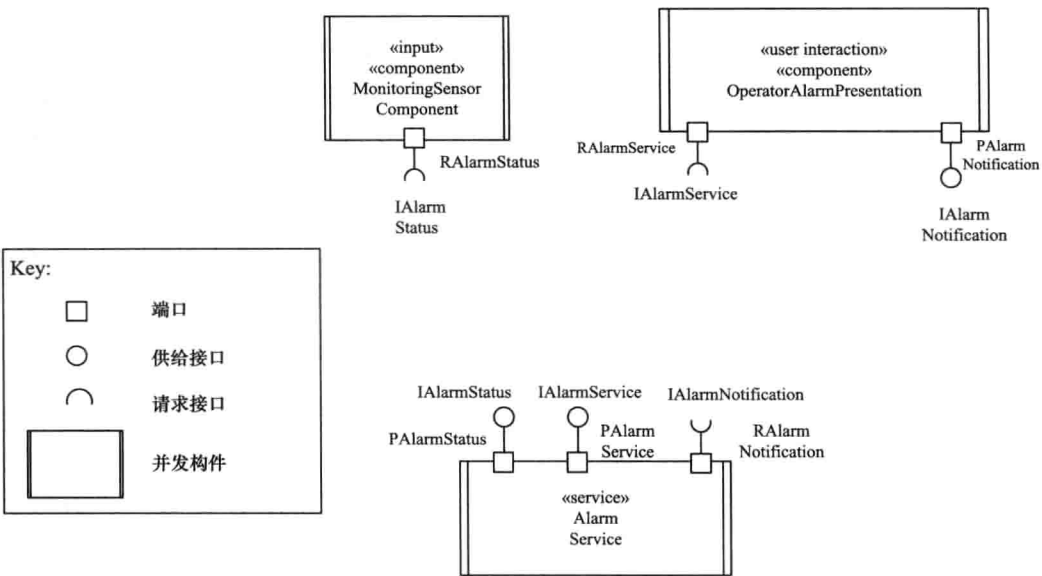 «input»
«component»
MonitoringSensor
Component
RAlarmStatus
IAlarm
Status
«user interaction»
«component»
OperatorAlarmPresentation
RAlarmService
IAlarmService
PAlarm
Notification
IAlarm
Notification
Key:
端口
供给接口
请求接口
并发构件
IAlarmStatus
IAlarmService
IAlarmNotification
PAlarmStatus
PAlarm
Service
RAlarm
Notification
«service»
Alarm
Service